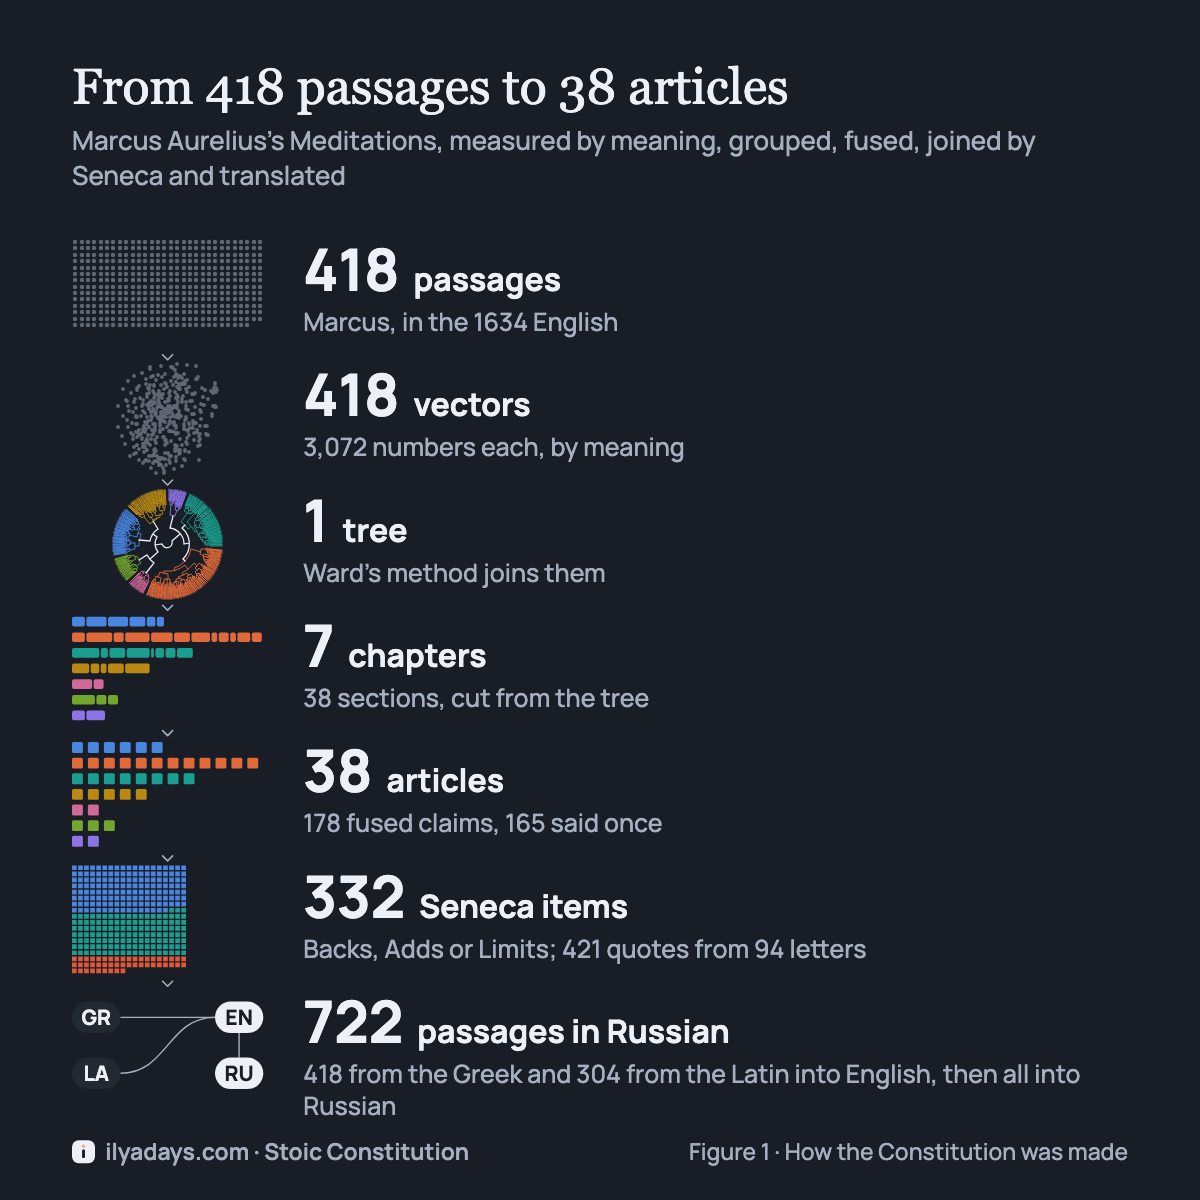 From 418 passages to 38 articles
Marcus Aurelius’s Meditations, measured by meaning, grouped, fused, joined by
Seneca and translated
418 passages
Marcus, in the 1634 English
418 vectors
3,072 numbers each, by meaning
1 tree
Ward’s method joins them
7 chapters
38 sections, cut from the tree
38 articles
178 fused claims, 165 said once
332 Seneca items
Backs, Adds or Limits; 421 quotes from 94 letters
GR
EN
LA
RU
722 passages in Russian
418 from the Greek and 304 from the Latin into English, then all into
Russian
i ilyadays.com · Stoic Constitution
Figure 1 · How the Constitution was made